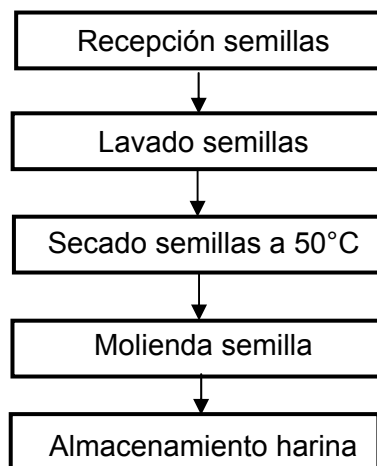 Recepción semillas
Lavado semillas
Secado semillas a 50°C
Molienda semilla
Almacenamiento harina